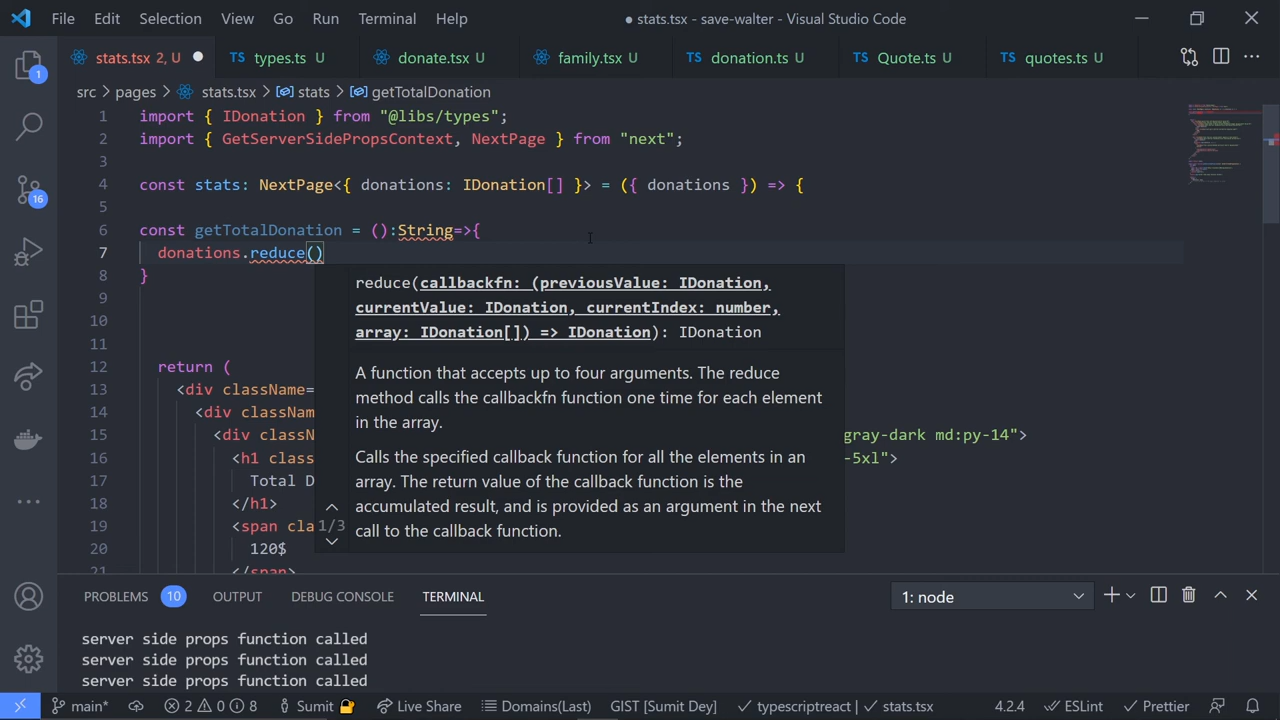 File Edit Selection View Go Run Terminal Help ● stats.tsx - save-walter - Visual Studio Code
stats.tsx 2, U ● TS types.ts U donate.tsx U family.tsx U TS donation.ts U TS Quote.ts U TS quotes.ts U
src > pages > stats.tsx > stats > getTotalDonation
1 import { IDonation } from "@libs/types";
2 import { GetServerSidePropsContext, NextPage } from "next";
3
4 const stats: NextPage<{ donations: IDonation[] }> = ({ donations }) => {
5
6 const getTotalDonation = ():String=>{
7 donations.reduce()
8 }
9
10
11
12 return (
13 <div className=
14 <div classNam
15 <div classN gray-dark md:py-14">
16 <h1 class -5xl">
17 Total D
18 </h1>
19 <span cla
20 120$
21 </span>
reduce(callbackfn: (previousValue: IDonation,
currentValue: IDonation, currentIndex: number,
array: IDonation[]) => IDonation): IDonation
A function that accepts up to four arguments. The reduce
method calls the callbackfn function one time for each element
in the array.
Calls the specified callback function for all the elements in an
array. The return value of the callback function is the
accumulated result, and is provided as an argument in the next
call to the callback function.
1/3
1
16
PROBLEMS 10 OUTPUT DEBUG CONSOLE TERMINAL 1: node
server side props function called
server side props function called
server side props function called
main* 2 0 8 Sumit 🔒 Live Share Domains(Last) GIST [Sumit Dey] ✓ typescriptreact ✓ stats.tsx 4.2.4 ✓ ESLint ✓ Prettier